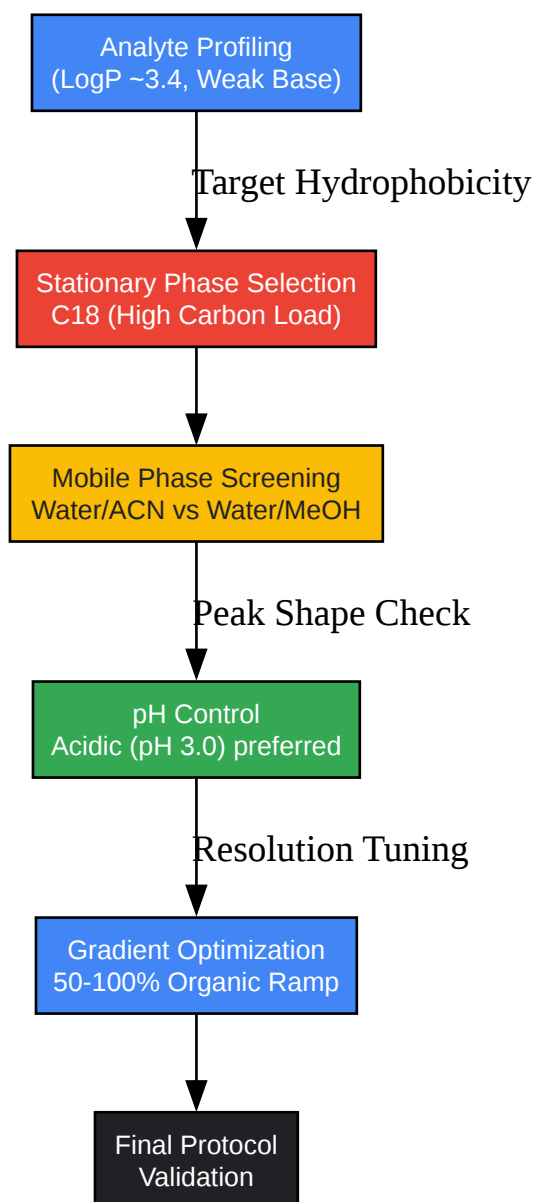 Analyte Profiling
(LogP ~3.4, Weak Base)
Target Hydrophobicity
Stationary Phase Selection
C18 (High Carbon Load)
Mobile Phase Screening
Water/ACN vs Water/MeOH
Peak Shape Check
pH Control
Acidic (pH 3.0) preferred
Resolution Tuning
Gradient Optimization
50-100% Organic Ramp
Final Protocol
Validation